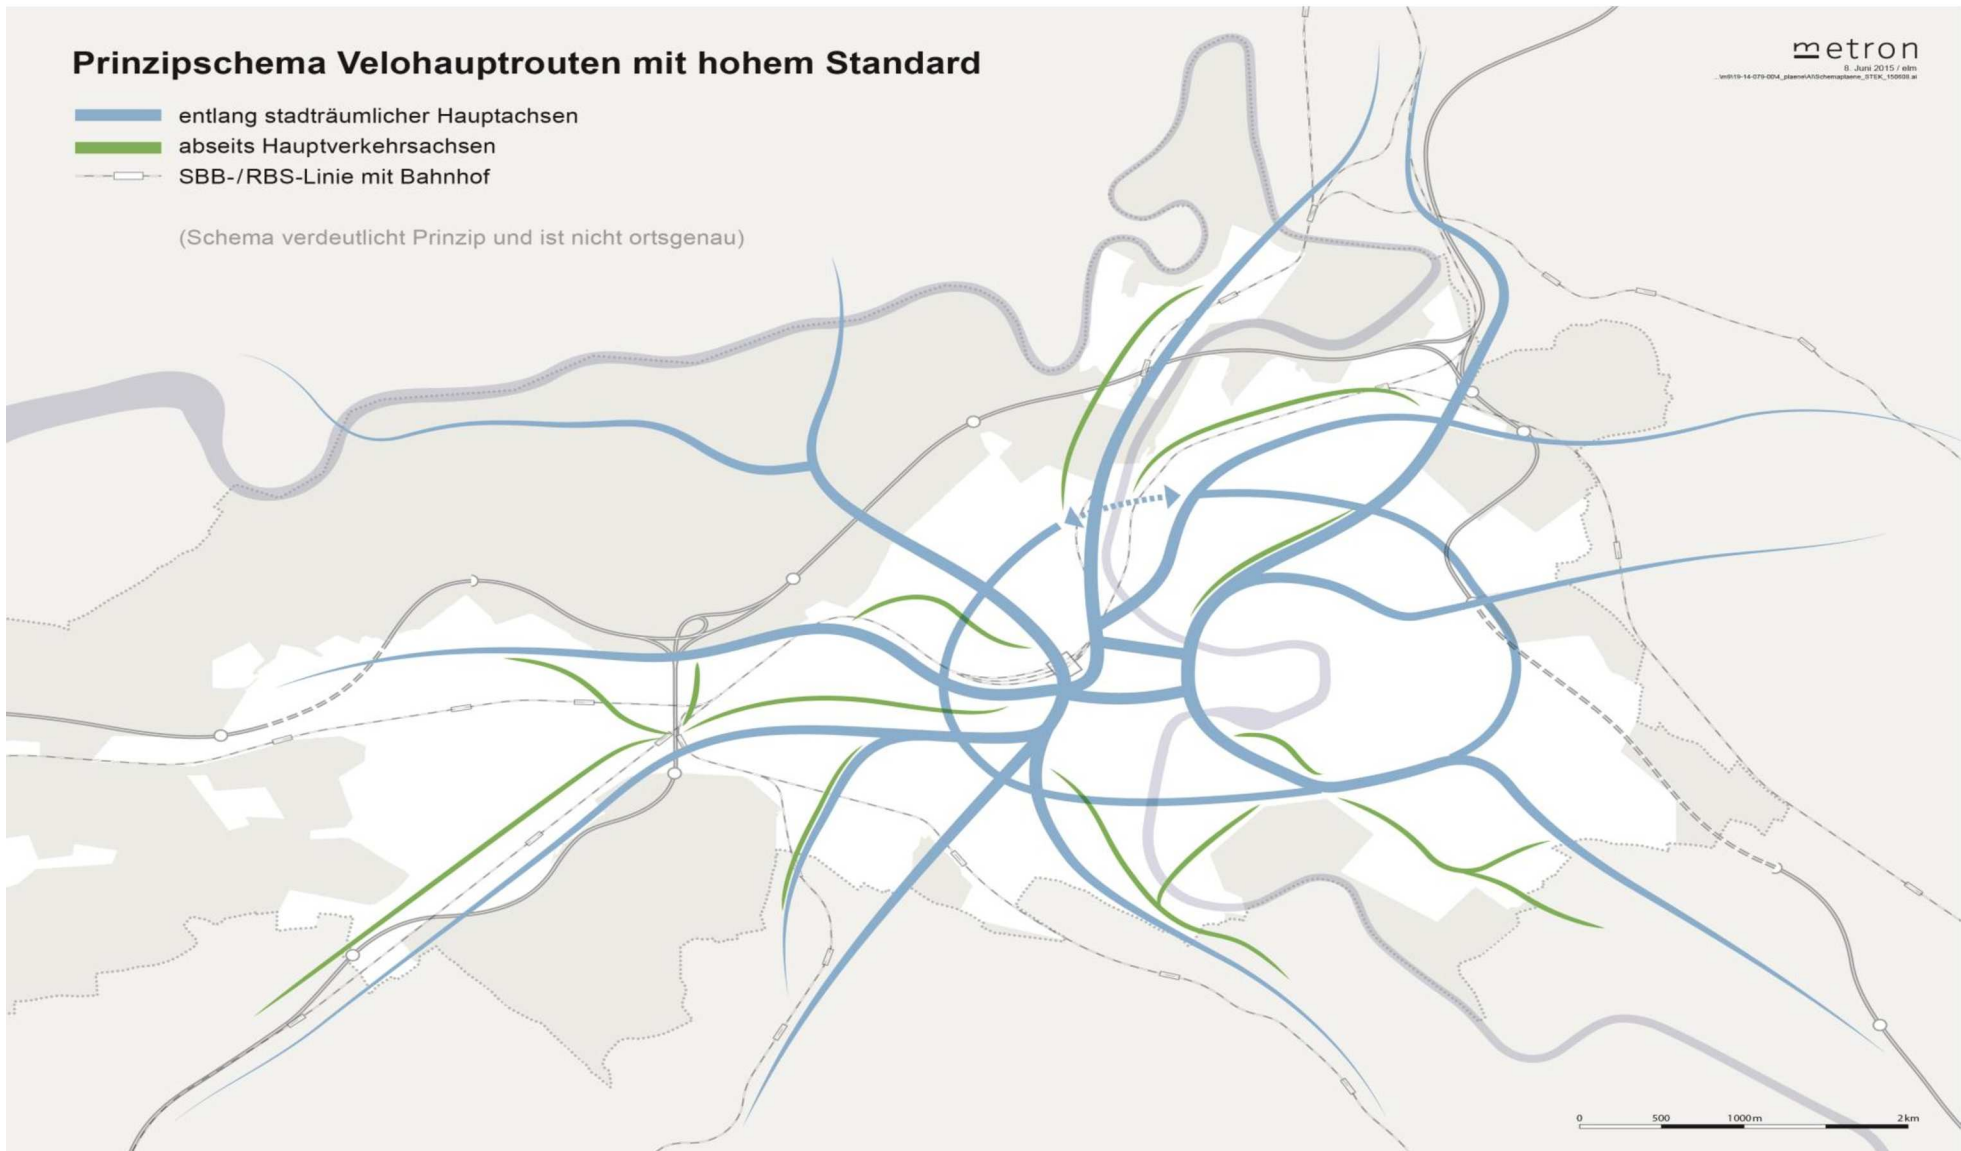 Prinzipschema Velohauptrouten mit hohem Standard
entlang stadträumlicher Hauptachsen
abseits Hauptverkehrsachsen
SBB-/RBS-Linie mit Bahnhof
(Schema verdeutlicht Prinzip und ist nicht ortsgenau)
metron
8. Juni 2015 / elm
0 500 1000m 2km